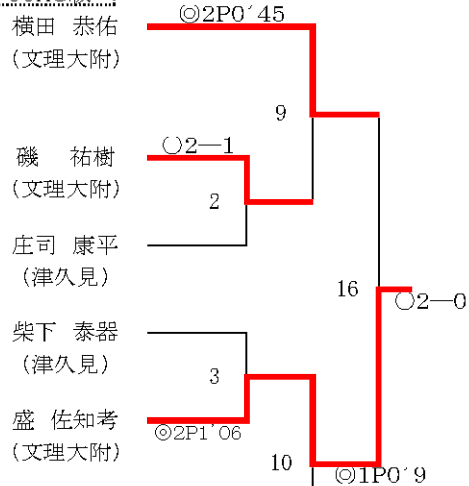 横田 恭佑
◎2P0´45
(文理大附)
9
磯 祐樹
○2―1
(文理大附)
2
庄司 康平
(津久見)
16
○2―0
柴下 泰器
(津久見)
3
盛 佐知考
(文理大附)
◎2P1´06
10
◎1P0´9